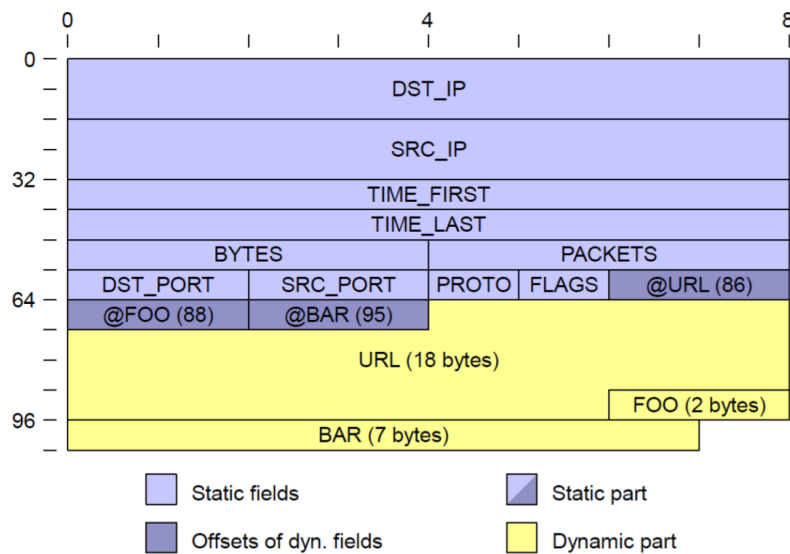 0 4 8
0
DST_IP
SRC_IP
32
TIME_FIRST
TIME_LAST
BYTES PACKETS
DST_PORT SRC_PORT PROTO FLAGS @URL (86)
64
@FOO (88) @BAR (95)
URL (18 bytes)
FOO (2 bytes)
96
BAR (7 bytes)
Static fields Static part
Offsets of dyn. fields Dynamic part